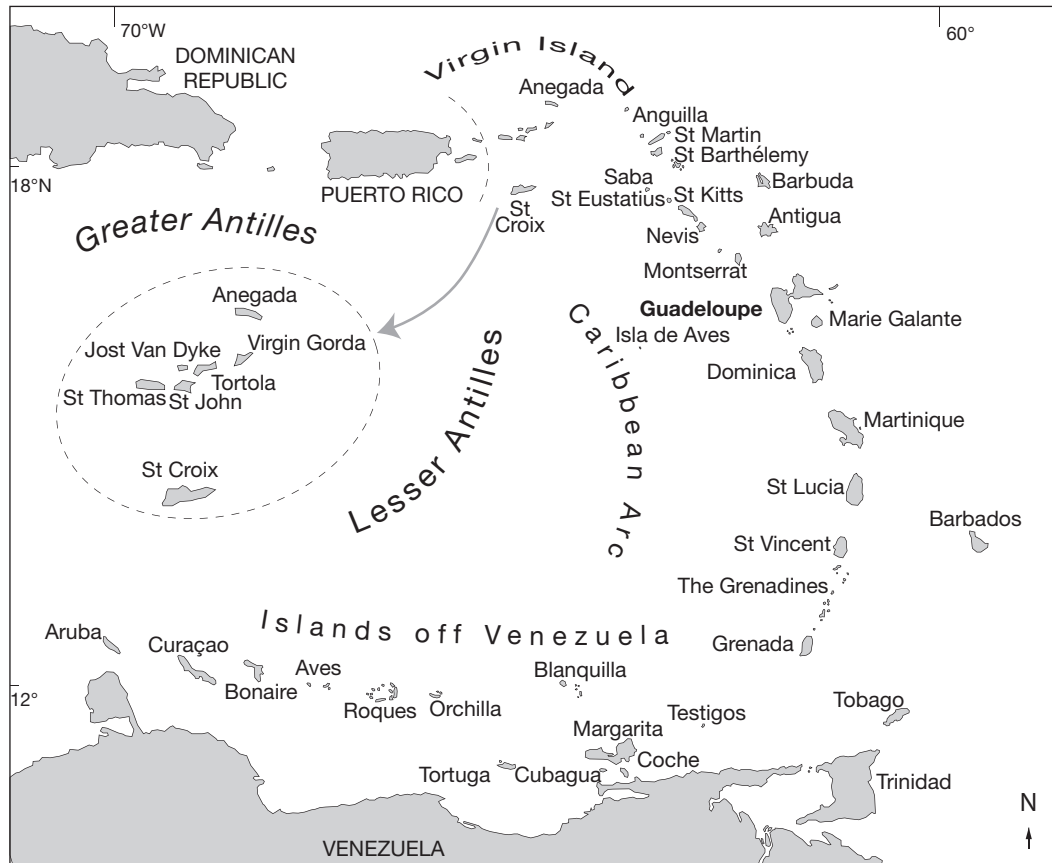 70°W
60°
DOMINICAN
REPUBLIC
Virgin Island
Anegada
Anguilla
St Martin
St Barthélemy
18°N
PUERTO RICO
Saba
St Eustatius
St Kitts
Barbuda
St
Croix
Nevis
Antigua
Greater Antilles
Montserrat
Anegada
Guadeloupe
Marie Galante
Isla de Aves
Jost Van Dyke
Virgin Gorda
Tortola
St Thomas
St John
Dominica
Caribbean Arc
Lesser Antilles
Martinique
St Croix
St Lucia
Barbados
St Vincent
The Grenadines
Islands off Venezuela
Aruba
Curaçao
Grenada
Bonaire
Aves
Blanquilla
12°
Roques
Orchilla
Testigos
Tobago
Margarita
Coche
Tortuga
Cubagua
Trinidad
N
VENEZUELA